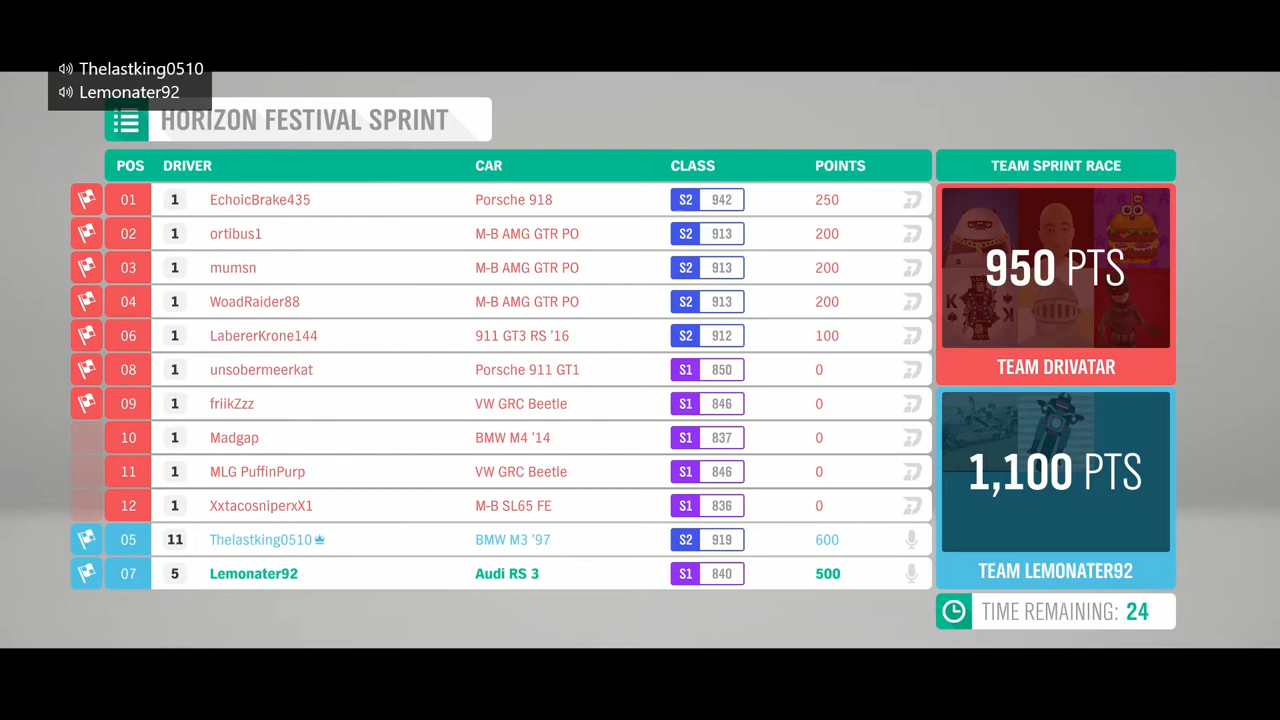 Thelastking0510
Lemonater92
HORIZON FESTIVAL SPRINT
POS DRIVER CAR CLASS POINTS TEAM SPRINT RACE
01 1 EchoicBrake435 Porsche 918 S2 942 250
02 1 ortibus1 M-B AMG GTR PO S2 913 200
03 1 mumsn M-B AMG GTR PO S2 913 200
04 1 WoadRaider88 M-B AMG GTR PO S2 913 200
06 1 LabererKrone144 911 GT3 RS '16 S2 912 100
08 1 unsobermeerkat Porsche 911 GT1 S1 850 0
09 1 friikZzz VW GRC Beetle S1 846 0
10 1 Madgap BMW M4 '14 S1 837 0
11 1 MLG PuffinPurp VW GRC Beetle S1 846 0
12 1 XxtacosniperxX1 M-B SL65 FE S1 836 0
05 11 Thelastking0510 BMW M3 '97 S2 919 600
07 5 Lemonater92 Audi RS 3 S1 840 500
950 PTS
TEAM DRIVATAR
1,100 PTS
TEAM LEMONATER92
TIME REMAINING: 24